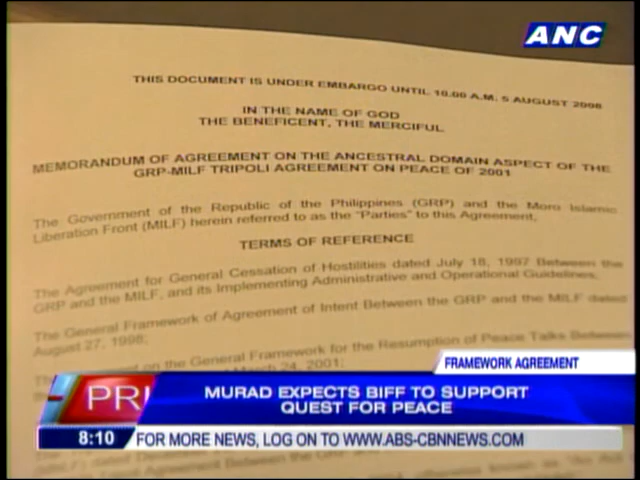 ANC
THIS DOCUMENT IS UNDER EMBARGO UNTIL 10.00 A.M. 5 AUGUST 2008
IN THE NAME OF GOD
THE BENEFICENT, THE MERCIFUL
MEMORANDUM OF AGREEMENT ON THE ANCESTRAL DOMAIN ASPECT OF THE
GRP-MILF TRIPOLI AGREEMENT ON PEACE OF 2001
The Government of the Republic of the Philippines (GRP) and the Moro Islamic
Liberation Front (MILF) herein referred to as the "Parties" to this Agreement,
TERMS OF REFERENCE
The Agreement for General Cessation of Hostilities dated July 18, 1997 Between the
GRP and the MILF, and its Implementing Administrative and Operational Guidelines,
The General Framework of Agreement of Intent Between the GRP and the MILF dated
August 27, 1998;
on the General Framework for the Resumption of Peace Talks Between
March 24, 2001;
FRAMEWORK AGREEMENT
PRI
MURAD EXPECTS BIFF TO SUPPORT
QUEST FOR PEACE
8:10
FOR MORE NEWS, LOG ON TO WWW.ABS-CBNNEWS.COM